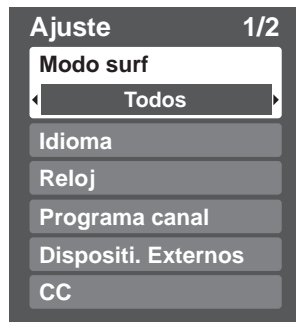 Ajuste 1/2
Modo surf
Todos
Idioma
Reloj
Programa canal
Dispositi. Externos
CC